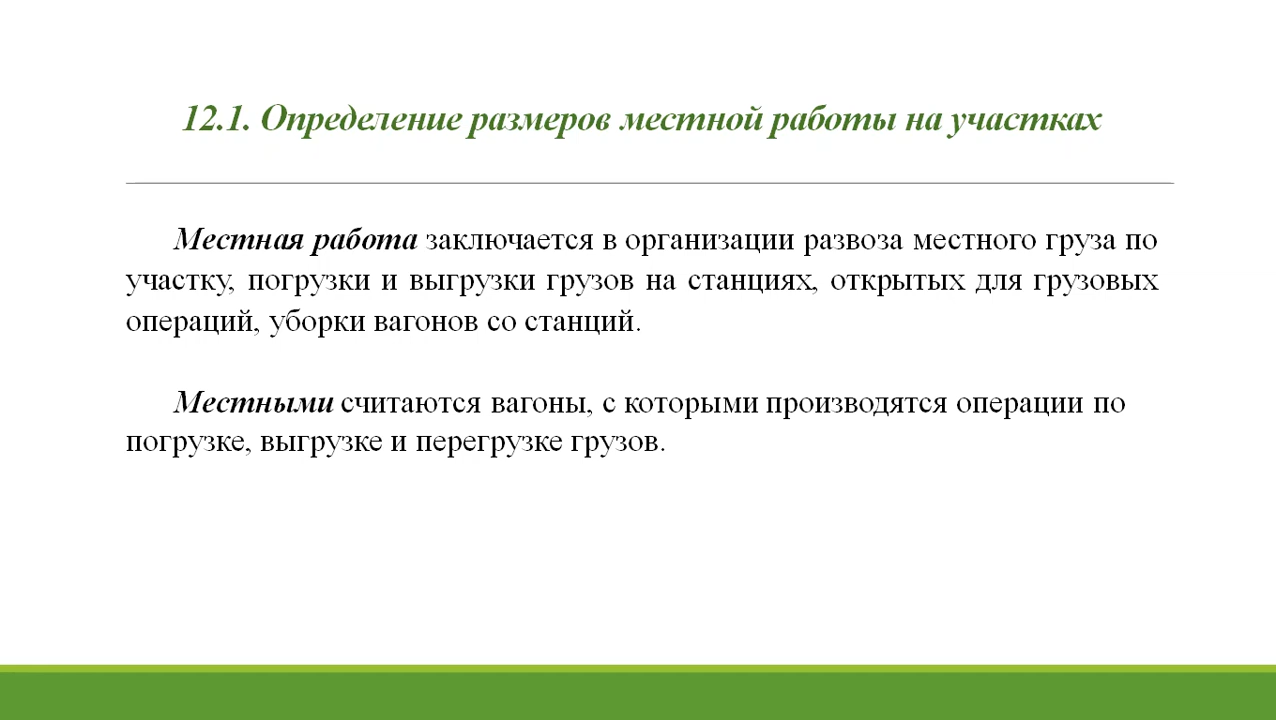 12.1. Определение размеров местной работы на участках
Местная работа заключается в организации развоза местного груза по
участку, погрузки и выгрузки грузов на станциях, открытых для грузовых
операций, уборки вагонов со станций.
Местными считаются вагоны, с которыми производятся операции по
погрузке, выгрузке и перегрузке грузов.